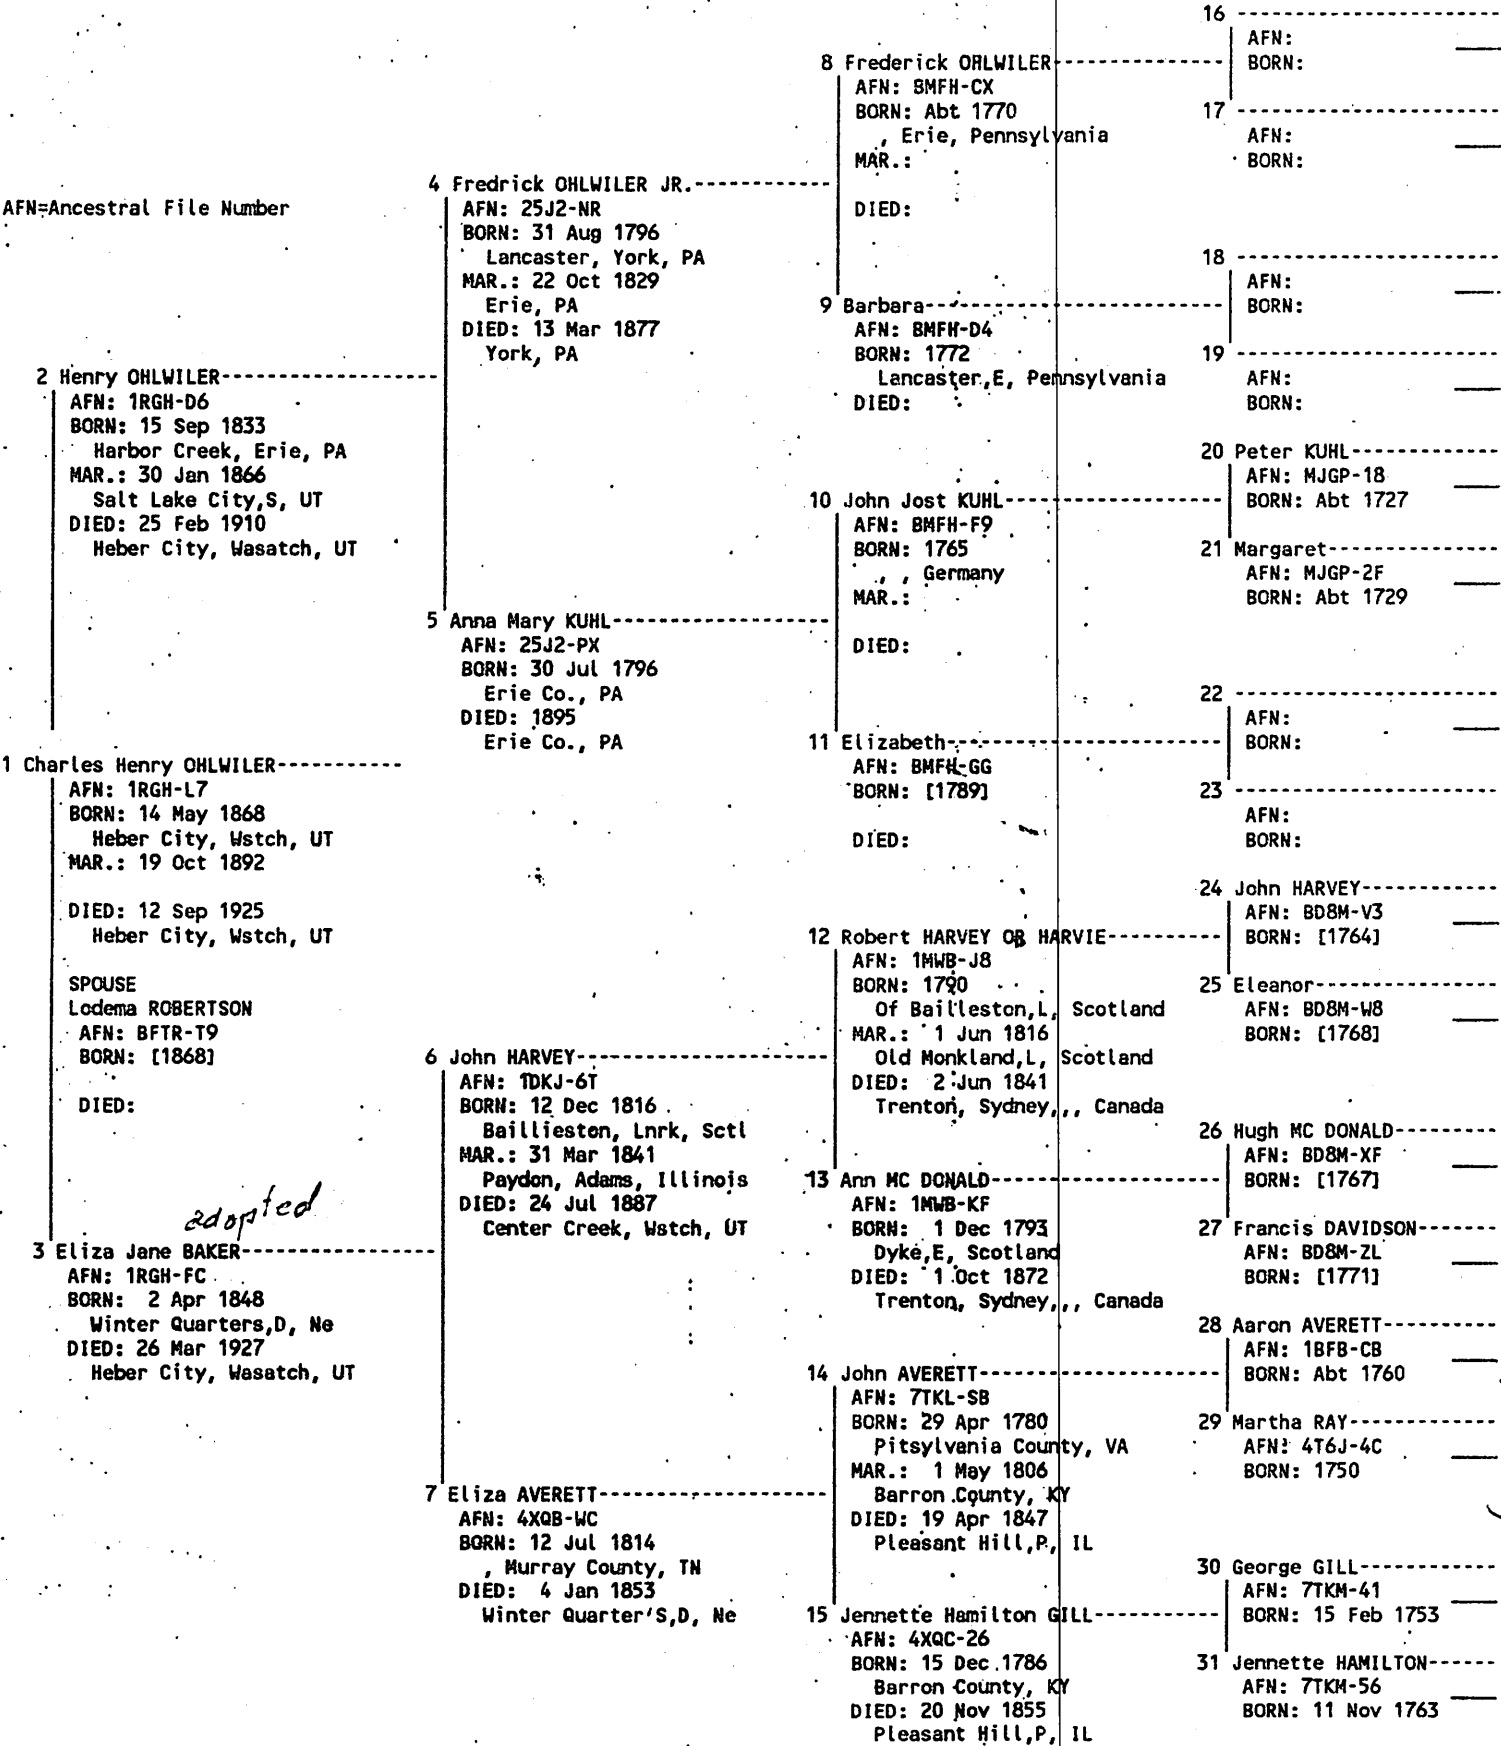 AFN=Ancestral File Number
1 Charles Henry OHLWILER-----------
AFN: 1RGH-L7
BORN: 14 May 1868
Heber City, Wstch, UT
MAR.: 19 Oct 1892
DIED: 12 Sep 1925
Heber City, Wstch, UT
SPOUSE
Lodema ROBERTSON
AFN: BFTR-T9
BORN: [1868]
DIED:
2 Henry OHLWILER------------------
AFN: 1RGH-D6
BORN: 15 Sep 1833
Harbor Creek, Erie, PA
MAR.: 30 Jan 1866
Salt Lake City,S, UT
DIED: 25 Feb 1910
Heber City, Wasatch, UT
adopted
3 Eliza Jane BAKER----------------
AFN: 1RGH-FC
BORN: 2 Apr 1848
Winter Quarters,D, Ne
DIED: 26 Mar 1927
Heber City, Wasatch, UT
4 Fredrick OHLWILER JR.-----------
AFN: 25J2-NR
BORN: 31 Aug 1796
Lancaster, York, PA
MAR.: 22 Oct 1829
Erie, PA
DIED: 13 Mar 1877
York, PA
5 Anna Mary KUHL------------------
AFN: 25J2-PX
BORN: 30 Jul 1796
Erie Co., PA
DIED: 1895
Erie Co., PA
6 John HARVEY---------------------
AFN: 1DKJ-6T
BORN: 12 Dec 1816
Baillieston, Lnrk, Sctl
MAR.: 31 Mar 1841
Paydon, Adams, Illinois
DIED: 24 Jul 1887
Center Creek, Wstch, UT
7 Eliza AVERETT-------------------
AFN: 4XQB-WC
BORN: 12 Jul 1814
, Murray County, TN
DIED: 4 Jan 1853
Winter Quarter'S,D, Ne
8 Frederick OHLWILER--------------
AFN: BMFH-CX
BORN: Abt 1770
, Erie, Pennsylvania
MAR.:
DIED:
9 Barbara-------------------------
AFN: BMFH-D4
BORN: 1772
Lancaster,E, Pennsylvania
DIED:
10 John Jost KUHL------------------
AFN: BMFH-F9
BORN: 1765
, , Germany
MAR.:
DIED:
11 Elizabeth-----------------------
AFN: BMFH-GG
BORN: [1789]
DIED:
12 Robert HARVEY OR HARVIE---------
AFN: 1MWB-J8
BORN: 1790
Of Bailleston,L, Scotland
MAR.: 1 Jun 1816
Old Monkland,L, Scotland
DIED: 2 Jun 1841
Trenton, Sydney,,, Canada
13 Ann MC DONALD-------------------
AFN: 1MWB-KF
BORN: 1 Dec 1793
Dyke,E, Scotland
DIED: 1 Oct 1872
Trenton, Sydney,,, Canada
14 John AVERETT--------------------
AFN: 7TKL-SB
BORN: 29 Apr 1780
Pitsylvania County, VA
MAR.: 1 May 1806
Barron County, KY
DIED: 19 Apr 1847
Pleasant Hill,P, IL
15 Jennette Hamilton GILL----------
AFN: 4XQC-26
BORN: 15 Dec 1786
Barron County, KY
DIED: 20 Nov 1855
Pleasant Hill,P, IL
16 ----------------------
AFN:
BORN:
17 ----------------------
AFN:
BORN:
18 ----------------------
AFN:
BORN:
19 ----------------------
AFN:
BORN:
20 Peter KUHL------------
AFN: MJGP-18
BORN: Abt 1727
21 Margaret--------------
AFN: MJGP-2F
BORN: Abt 1729
22 ----------------------
AFN:
BORN:
23 ----------------------
AFN:
BORN:
24 John HARVEY-----------
AFN: BD8M-V3
BORN: [1764]
25 Eleanor---------------
AFN: BD8M-W8
BORN: [1768]
26 Hugh MC DONALD--------
AFN: BD8M-XF
BORN: [1767]
27 Francis DAVIDSON------
AFN: BD8M-ZL
BORN: [1771]
28 Aaron AVERETT---------
AFN: 1BFB-CB
BORN: Abt 1760
29 Martha RAY------------
AFN: 4T6J-4C
BORN: 1750
30 George GILL-----------
AFN: 7TKM-41
BORN: 15 Feb 1753
31 Jennette HAMILTON-----
AFN: 7TKM-56
BORN: 11 Nov 1763